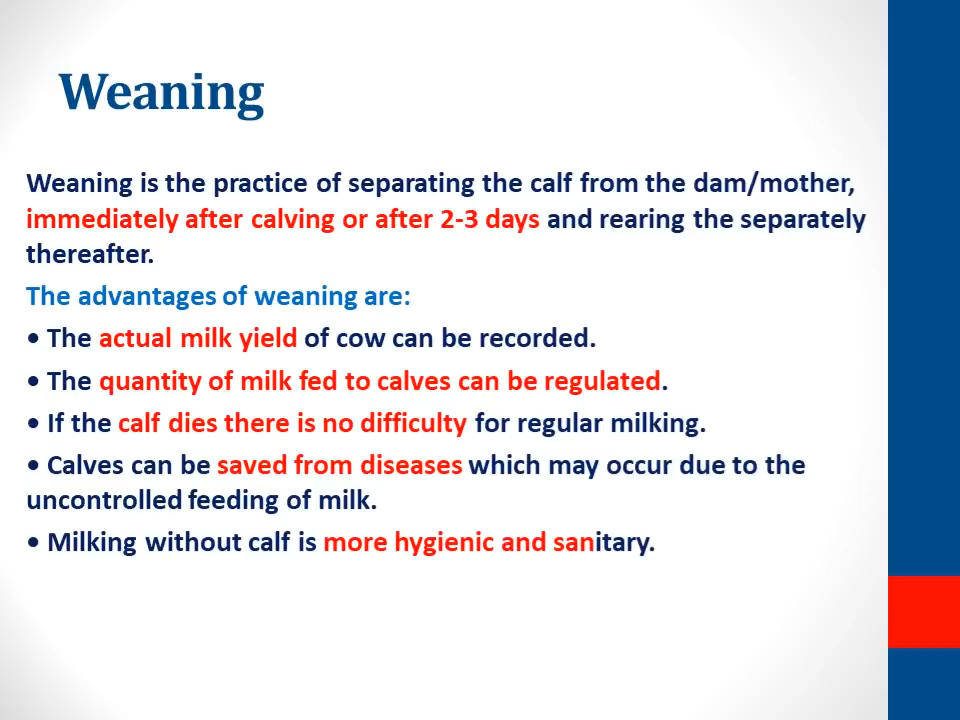 Weaning
Weaning is the practice of separating the calf from the dam/mother,
immediately after calving or after 2-3 days and rearing the separately
thereafter.
The advantages of weaning are:
• The actual milk yield of cow can be recorded.
• The quantity of milk fed to calves can be regulated.
• If the calf dies there is no difficulty for regular milking.
• Calves can be saved from diseases which may occur due to the
uncontrolled feeding of milk.
• Milking without calf is more hygienic and sanitary.